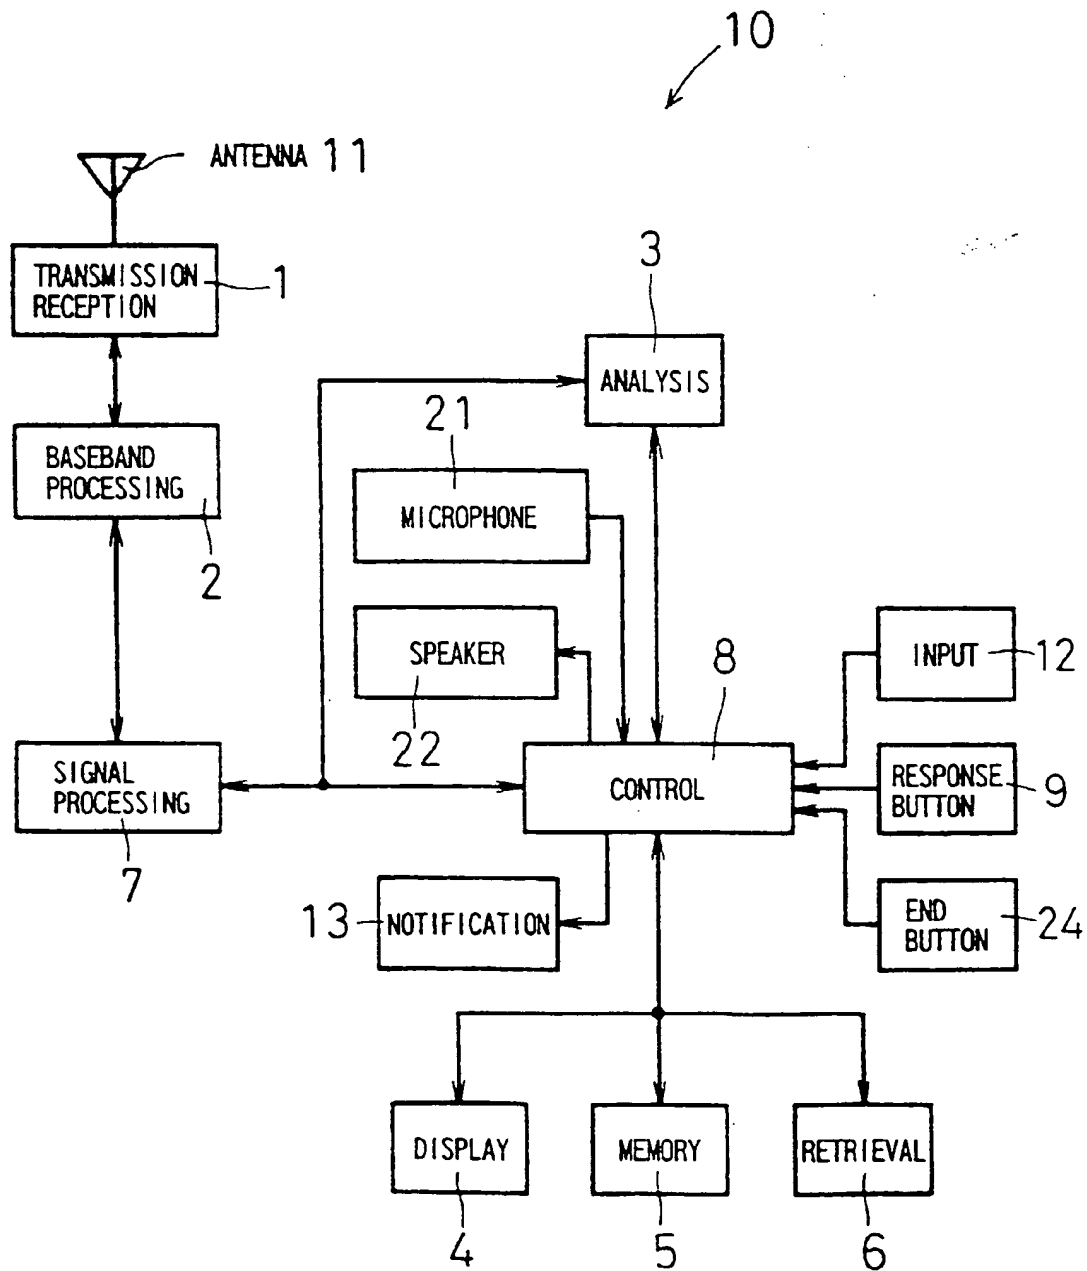 10
ANTENNA 11
TRANSMISSION
RECEPTION
1
3
ANALYSIS
BASEBAND
PROCESSING
2
21
MICROPHONE
SPEAKER
22
8
INPUT
12
SIGNAL
PROCESSING
7
CONTROL
RESPONSE
BUTTON
9
13
NOTIFICATION
END
BUTTON
24
DISPLAY
4
MEMORY
5
RETRIEVAL
6